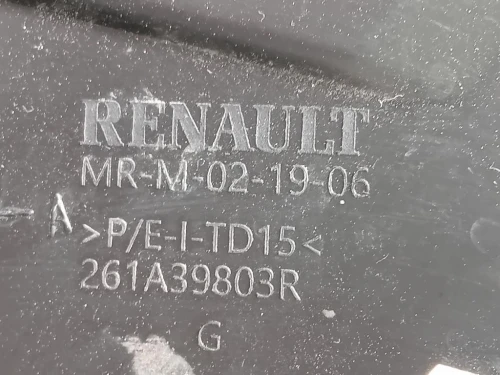 RENAULT
MR-M-02-19-06
A
>P/E-I-TD15<
261A39803R
G